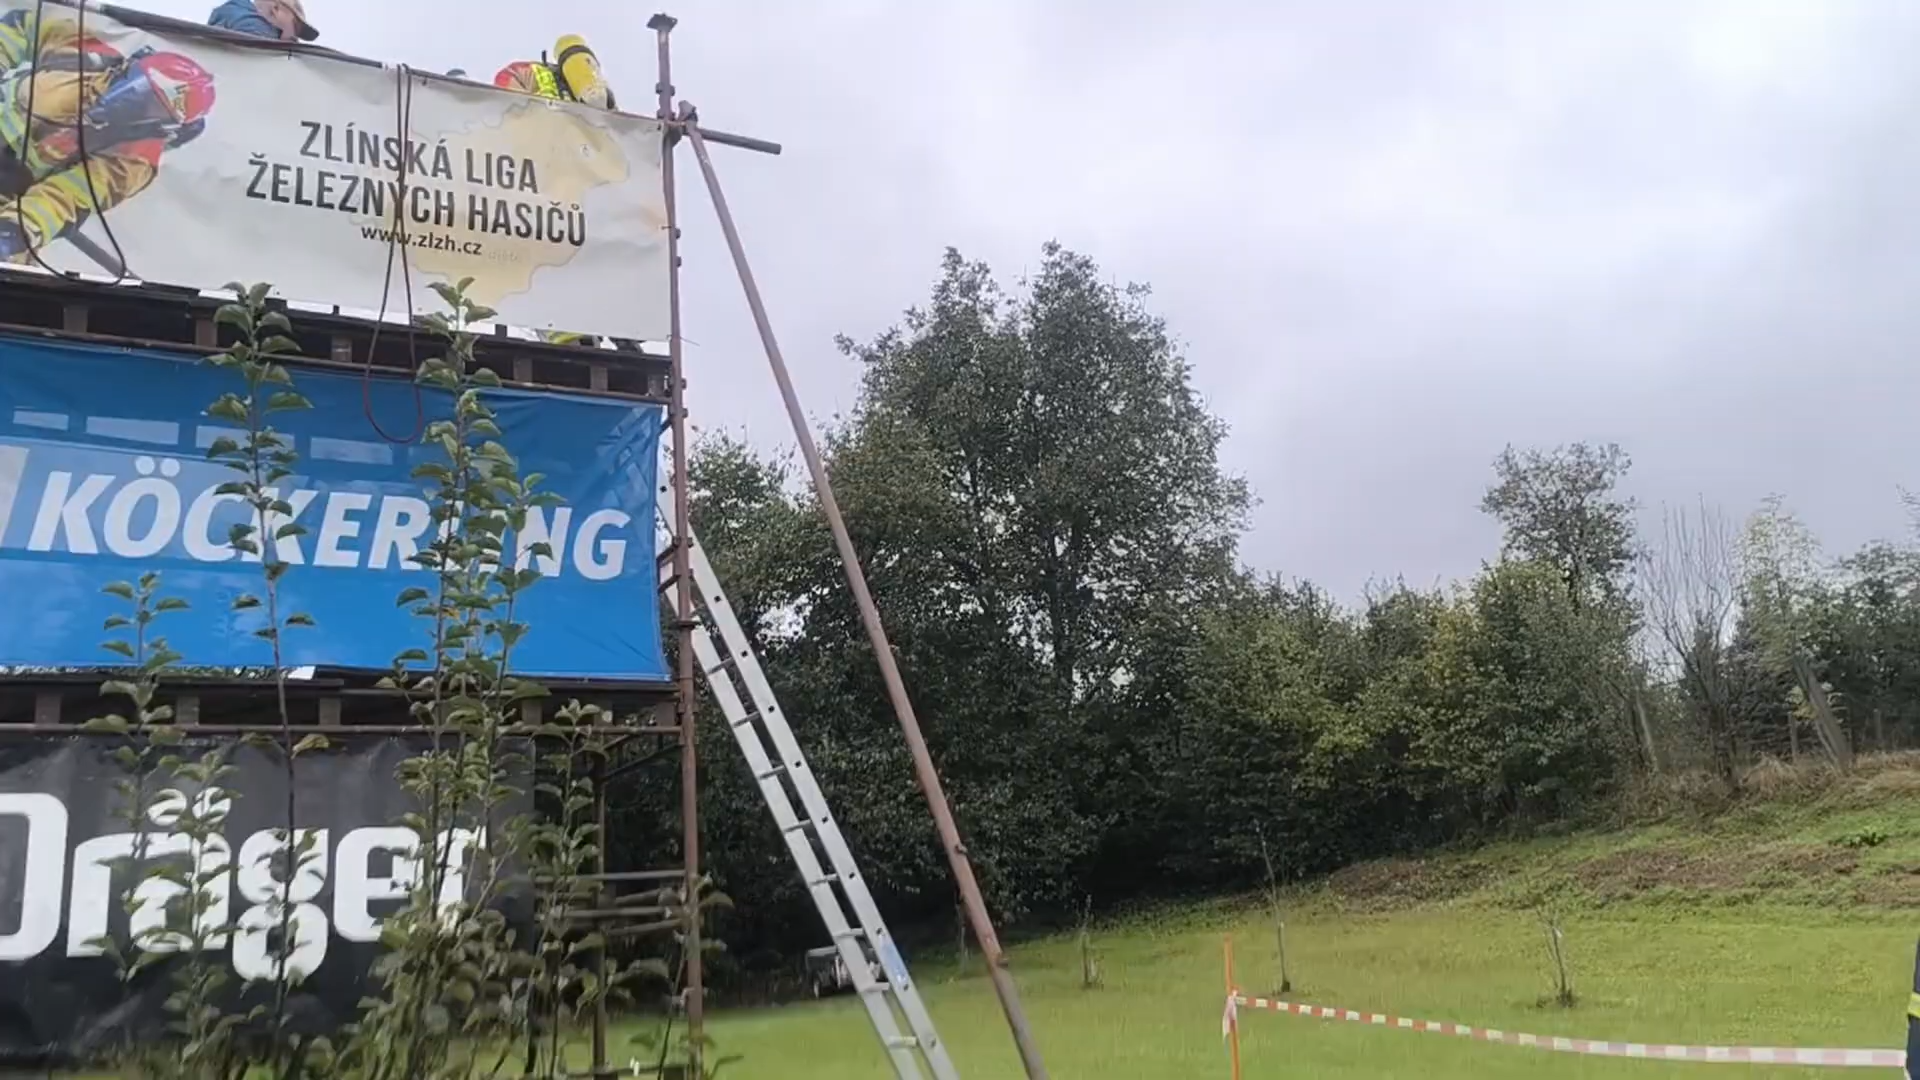 ZLÍNSKÁ LIGA
ŽELEZNÝCH HASIČŮ
www.zlzh.cz
KÖCKERLING
Dräger